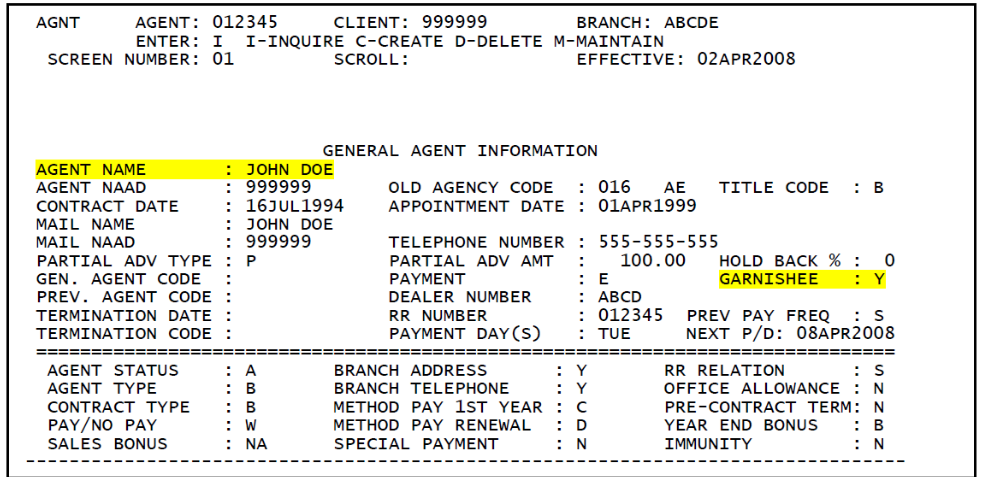 AGNT AGENT: 012345 CLIENT: 999999 BRANCH: ABCDE
ENTER: I I-INQUIRE C-CREATE D-DELETE M-MAINTAIN
SCREEN NUMBER: 01 SCROLL: EFFECTIVE: 02APR2008
GENERAL AGENT INFORMATION
AGENT NAME : JOHN DOE
AGENT NAAD : 999999 OLD AGENCY CODE : 016 AE TITLE CODE : B
CONTRACT DATE : 16JUL1994 APPOINTMENT DATE : 01APR1999
MAIL NAME : JOHN DOE
MAIL NAAD : 999999 TELEPHONE NUMBER : 555-555-555
PARTIAL ADV TYPE : P PARTIAL ADV AMT : 100.00 HOLD BACK % : 0
GEN. AGENT CODE : PAYMENT : E GARNISHEE : Y
PREV. AGENT CODE : DEALER NUMBER : ABCD
TERMINATION DATE : RR NUMBER : 012345 PREV PAY FREQ : S
TERMINATION CODE : PAYMENT DAY(S) : TUE NEXT P/D: 08APR2008
================================================================================
AGENT STATUS : A BRANCH ADDRESS : Y RR RELATION : S
AGENT TYPE : B BRANCH TELEPHONE : Y OFFICE ALLOWANCE : N
CONTRACT TYPE : B METHOD PAY 1ST YEAR : C PRE-CONTRACT TERM: N
PAY/NO PAY : W METHOD PAY RENEWAL : D YEAR END BONUS : B
SALES BONUS : NA SPECIAL PAYMENT : N IMMUNITY : N
--------------------------------------------------------------------------------